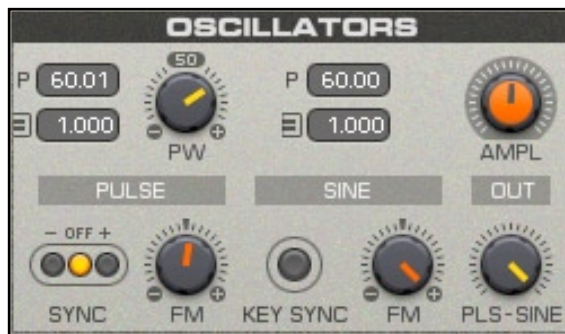 OSCILLATORS
50
P 60.01 P 60.00
1.000 1.000
- +
PW AMPL
PULSE SINE OUT
- OFF +
- + - +
SYNC FM KEY SYNC FM PLS-SINE